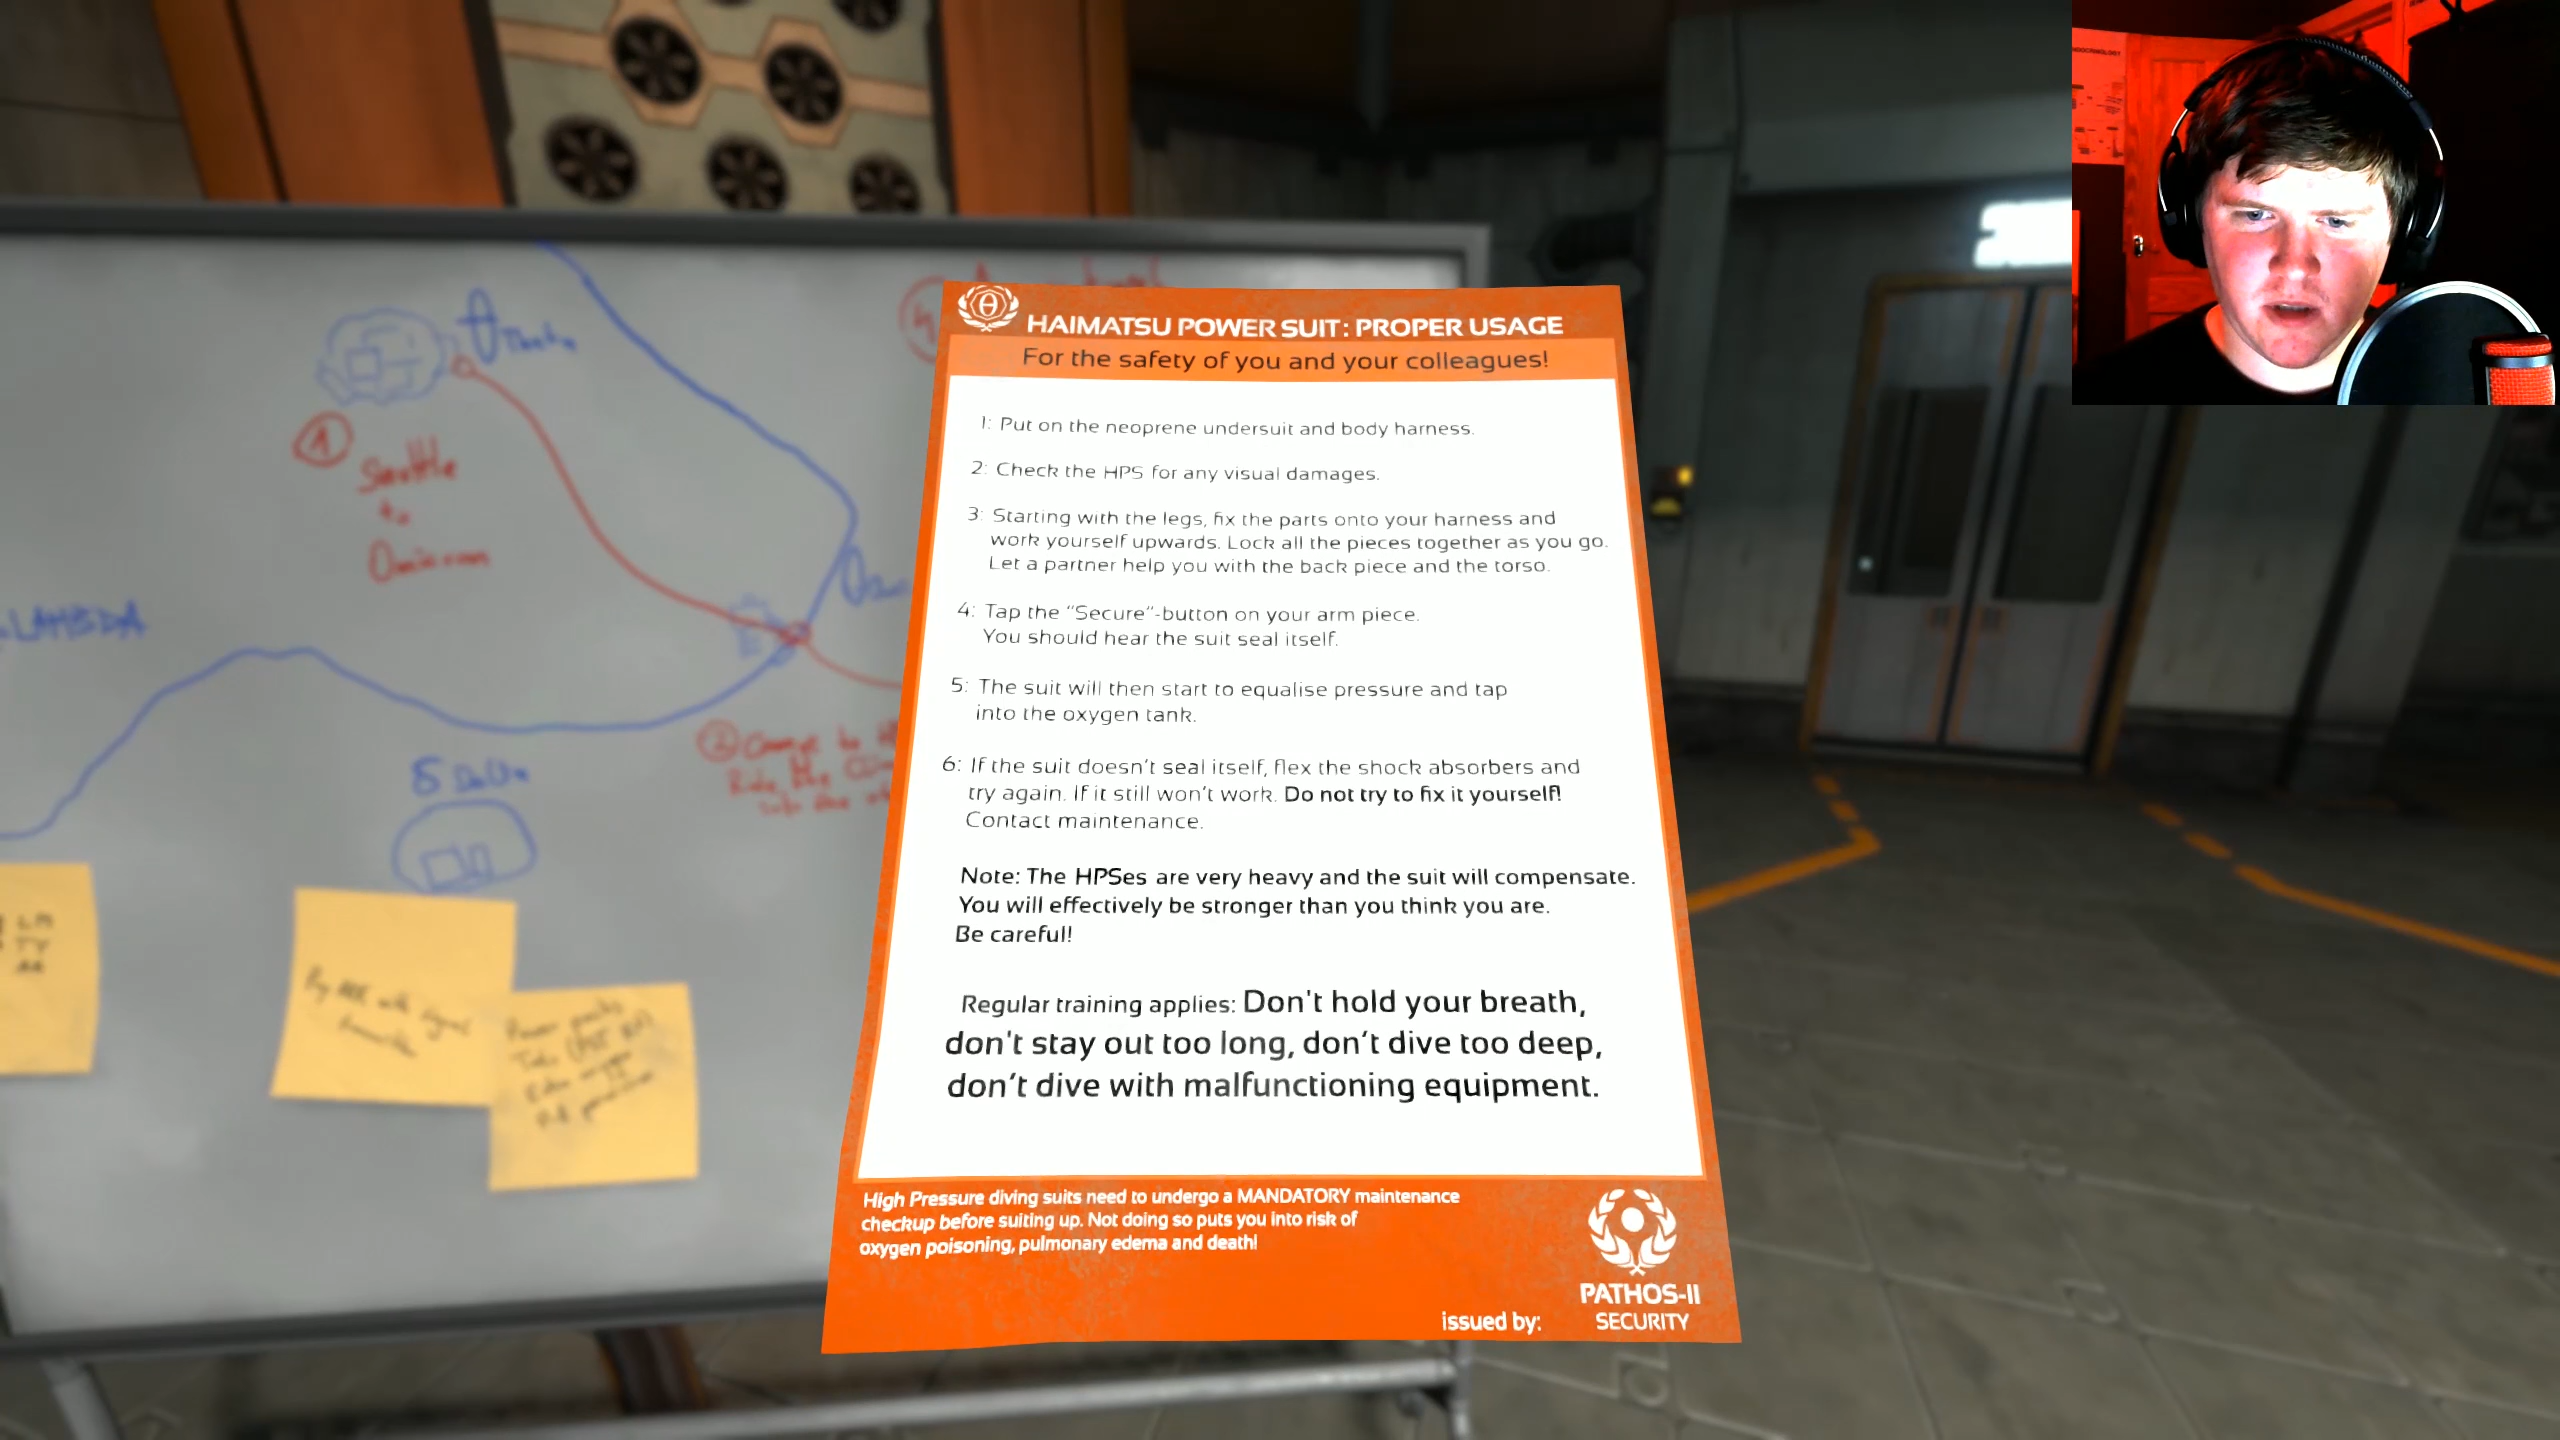 HAIMATSU POWER SUIT: PROPER USAGE
For the safety of you and your colleagues!
1: Put on the neoprene undersuit and body harness.
2: Check the HPS for any visual damages.
3: Starting with the legs, fix the parts onto your harness and
work yourself upwards. Lock all the pieces together as you go.
Let a partner help you with the back piece and the torso.
4: Tap the “Secure”-button on your arm piece.
You should hear the suit seal itself.
5: The suit will then start to equalise pressure and tap
into the oxygen tank.
6: If the suit doesn't seal itself, flex the shock absorbers and
try again. If it still won't work. Do not try to fix it yourself!
Contact maintenance.
Note: The HPSes are very heavy and the suit will compensate.
You will effectively be stronger than you think you are.
Be careful!
Regular training applies: Don't hold your breath,
don't stay out too long, don't dive too deep,
don't dive with malfunctioning equipment.
High Pressure diving suits need to undergo a MANDATORY maintenance
checkup before suiting up. Not doing so puts you into risk of
oxygen poisoning, pulmonary edema and death!
issued by:
PATHOS-II
SECURITY
θ
1
to
LAMBDA
2
δ Delta